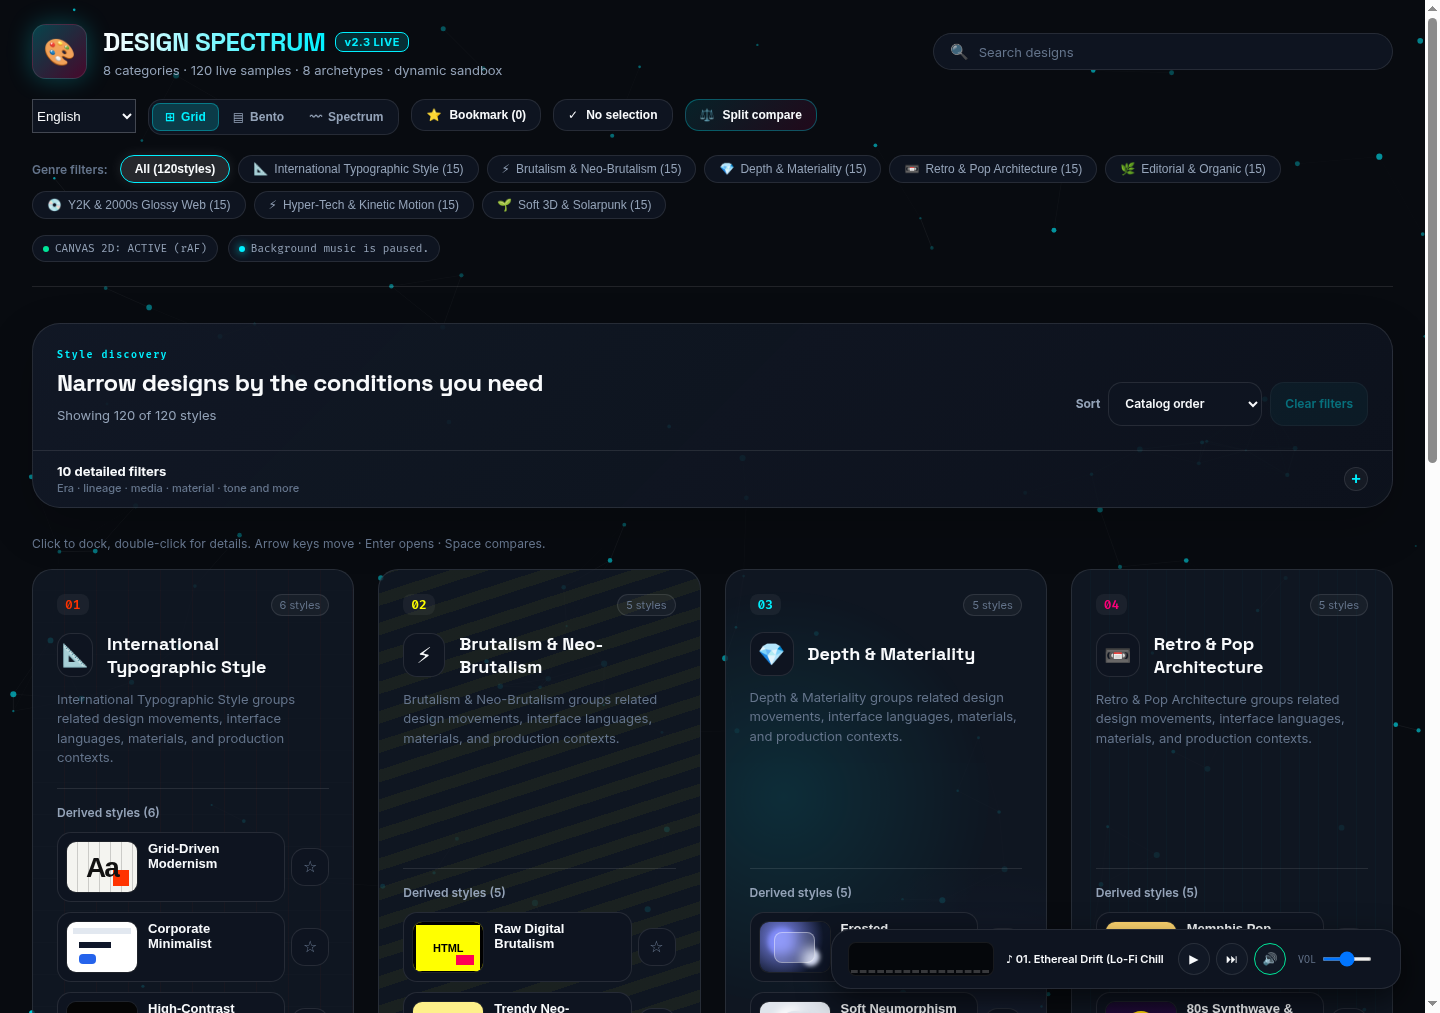 DESIGN SPECTRUM v2.3 LIVE
8 categories · 120 live samples · 8 archetypes · dynamic sandbox
Search designs
English
Grid
Bento
Spectrum
Bookmark (0)
✓ No selection
Split compare
Genre filters:
All (120styles)
International Typographic Style (15)
Brutalism & Neo-Brutalism (15)
Depth & Materiality (15)
Retro & Pop Architecture (15)
Editorial & Organic (15)
Y2K & 2000s Glossy Web (15)
Hyper-Tech & Kinetic Motion (15)
Soft 3D & Solarpunk (15)
CANVAS 2D: ACTIVE (rAF)
Background music is paused.
Style discovery
Narrow designs by the conditions you need
Showing 120 of 120 styles
Sort
Catalog order
Clear filters
10 detailed filters
Era · lineage · media · material · tone and more
+
Click to dock, double-click for details. Arrow keys move · Enter opens · Space compares.
01
6 styles
International
Typographic Style
International Typographic Style groups
related design movements, interface
languages, materials, and production
contexts.
Derived styles (6)
Aa
Grid-Driven
Modernism
Corporate
Minimalist
High-Contrast
02
5 styles
Brutalism & Neo-
Brutalism
Brutalism & Neo-Brutalism groups related
design movements, interface languages,
materials, and production contexts.
Derived styles (5)
HTML
Raw Digital
Brutalism
Trendy Neo-
03
5 styles
Depth & Materiality
Depth & Materiality groups related design
movements, interface languages, materials,
and production contexts.
Derived styles (5)
Frosted
Soft Neumorphism
04
5 styles
Retro & Pop
Architecture
Retro & Pop Architecture groups related
design movements, interface languages,
materials, and production contexts.
Derived styles (5)
Memphis Pop
80s Synthwave &
♪ 01. Ethereal Drift (Lo-Fi Chill
VOL